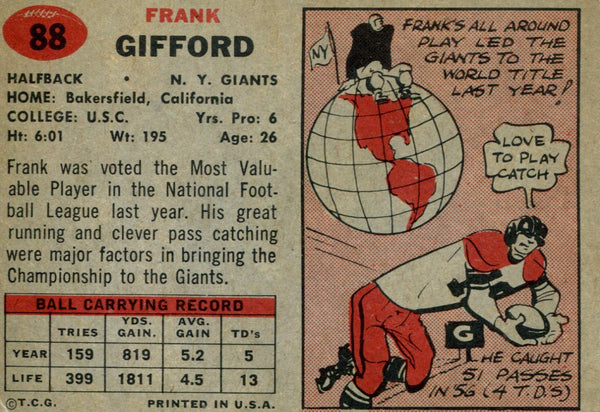 88
FRANK
GIFFORD
HALFBACK • N. Y. GIANTS
HOME: Bakersfield, California
COLLEGE: U.S.C. Yrs. Pro: 6
Ht: 6:01 Wt: 195 Age: 26
Frank was voted the Most Valu-
able Player in the National Foot-
ball League last year. His great
running and clever pass catching
were major factors in bringing the
Championship to the Giants.
BALL CARRYING RECORD
TRIES YDS. GAIN. AVG. GAIN TD's
YEAR 159 819 5.2 5
LIFE 399 1811 4.5 13
©T.C.G. PRINTED IN U.S.A.
NY
FRANK'S ALL AROUND
PLAY LED THE
GIANTS TO THE
WORLD TITLE
LAST YEAR!
LOVE
TO PLAY
CATCH
G
HE CAUGHT
51 PASSES
IN '56 (4 T.D.S)